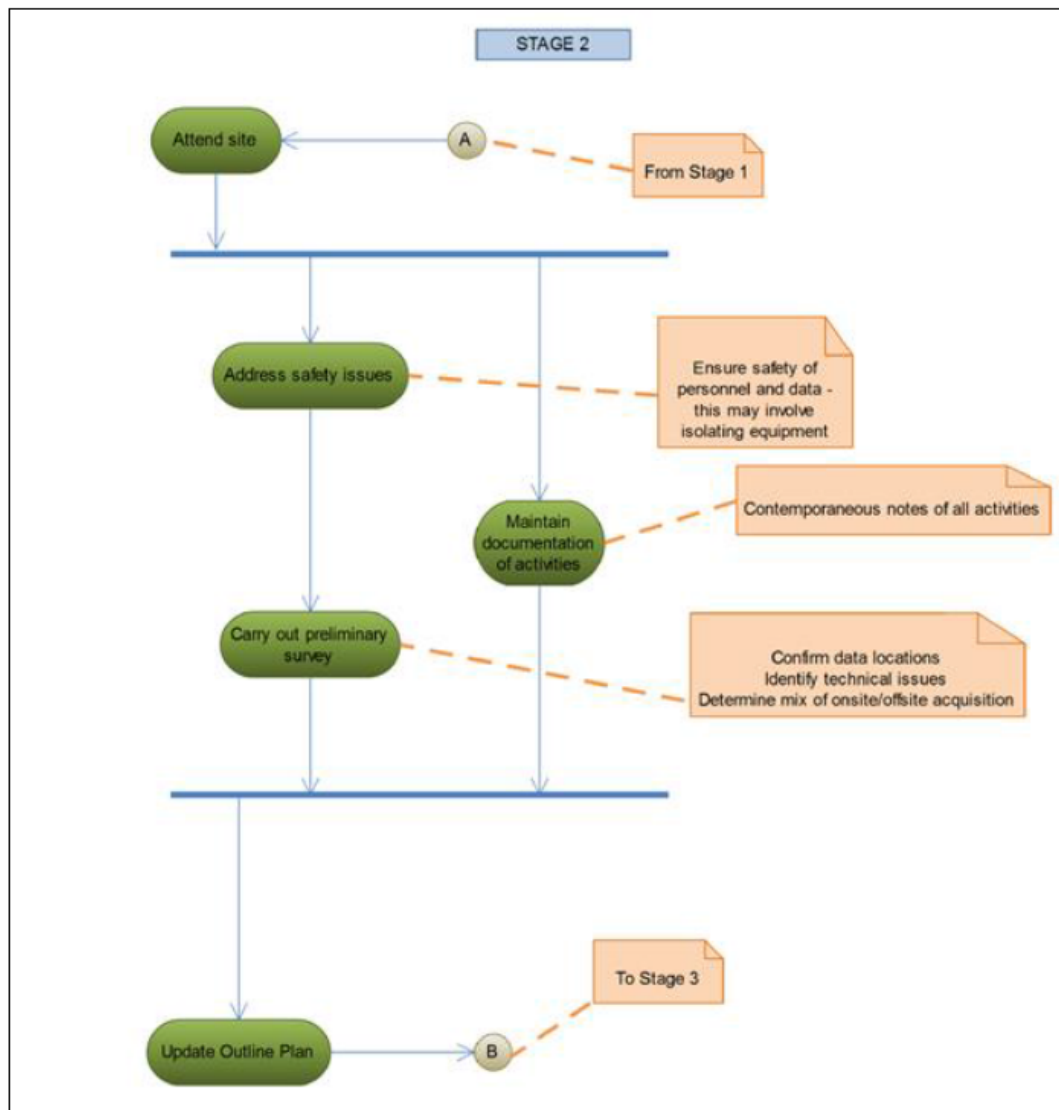 STAGE 2
Attend site
A
From Stage 1
Address safety issues
Ensure safety of
personnel and data -
this may involve
isolating equipment
Maintain
documentation
of activities
Contemporaneous notes of all activities
Carry out preliminary
survey
Confirm data locations
Identify technical issues
Determine mix of onsite/offsite acquisition
To Stage 3
Update Outline Plan
B